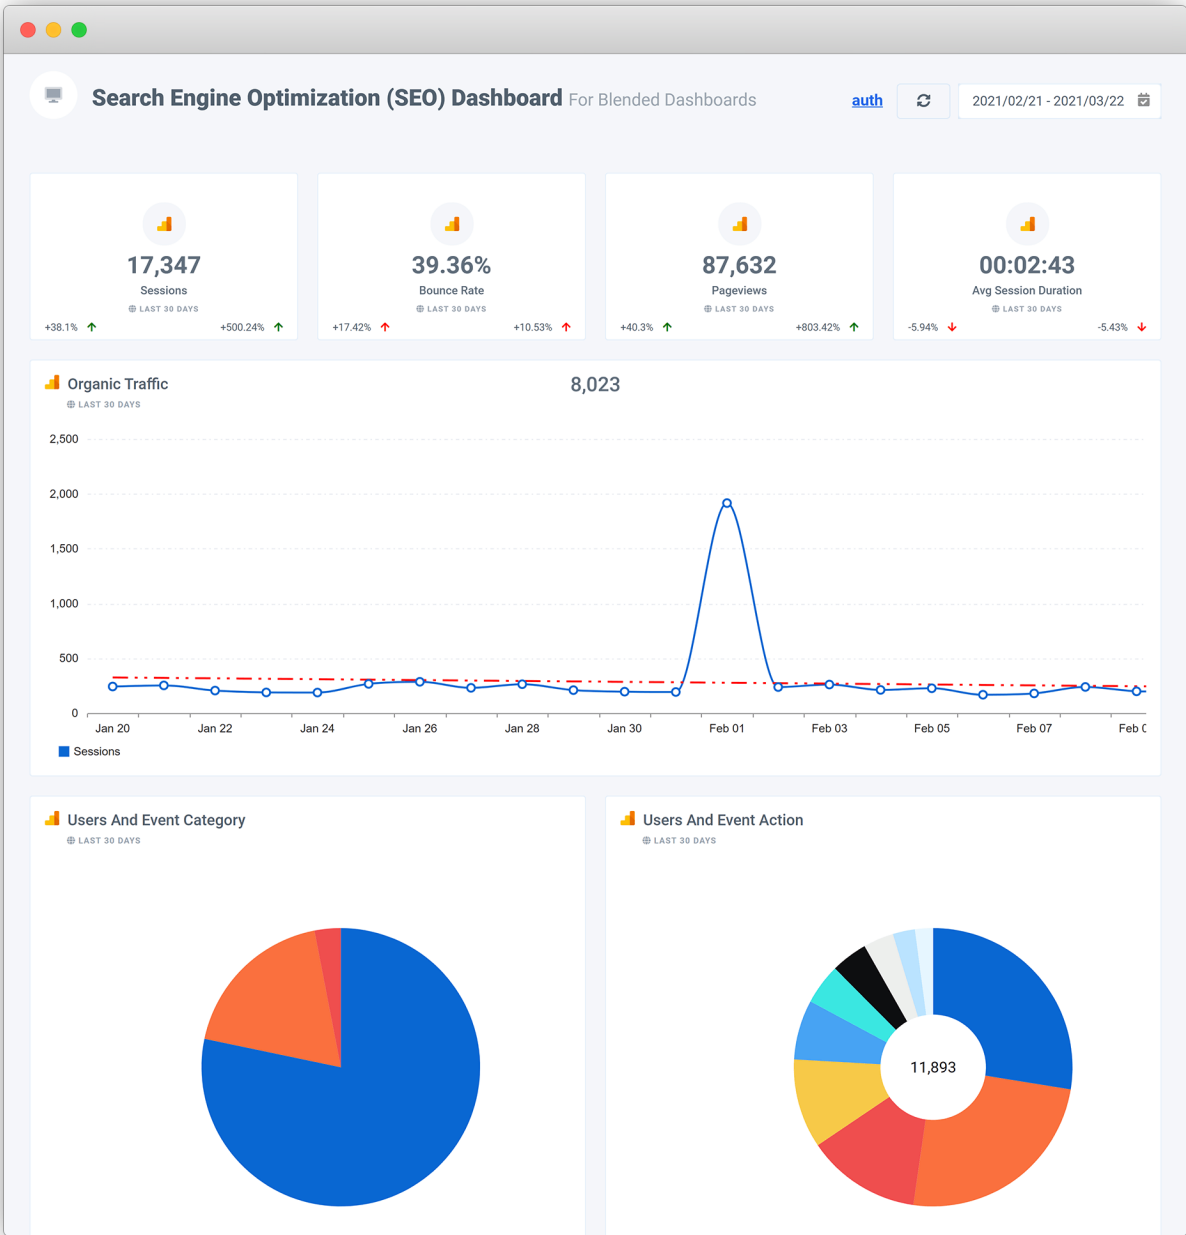 Search Engine Optimization (SEO) Dashboard For Blended Dashboards
auth
2021/02/21 - 2021/03/22
17,347
Sessions
LAST 30 DAYS
+38.1% +500.24%
39.36%
Bounce Rate
LAST 30 DAYS
+17.42% +10.53%
87,632
Pageviews
LAST 30 DAYS
+40.3% +803.42%
00:02:43
Avg Session Duration
LAST 30 DAYS
-5.94% -5.43%
Organic Traffic
8,023
LAST 30 DAYS
2,500
2,000
1,500
1,000
500
0
Jan 20 Jan 22 Jan 24 Jan 26 Jan 28 Jan 30 Feb 01 Feb 03 Feb 05 Feb 07 Feb
Sessions
Users And Event Category
LAST 30 DAYS
Users And Event Action
LAST 30 DAYS
11,893